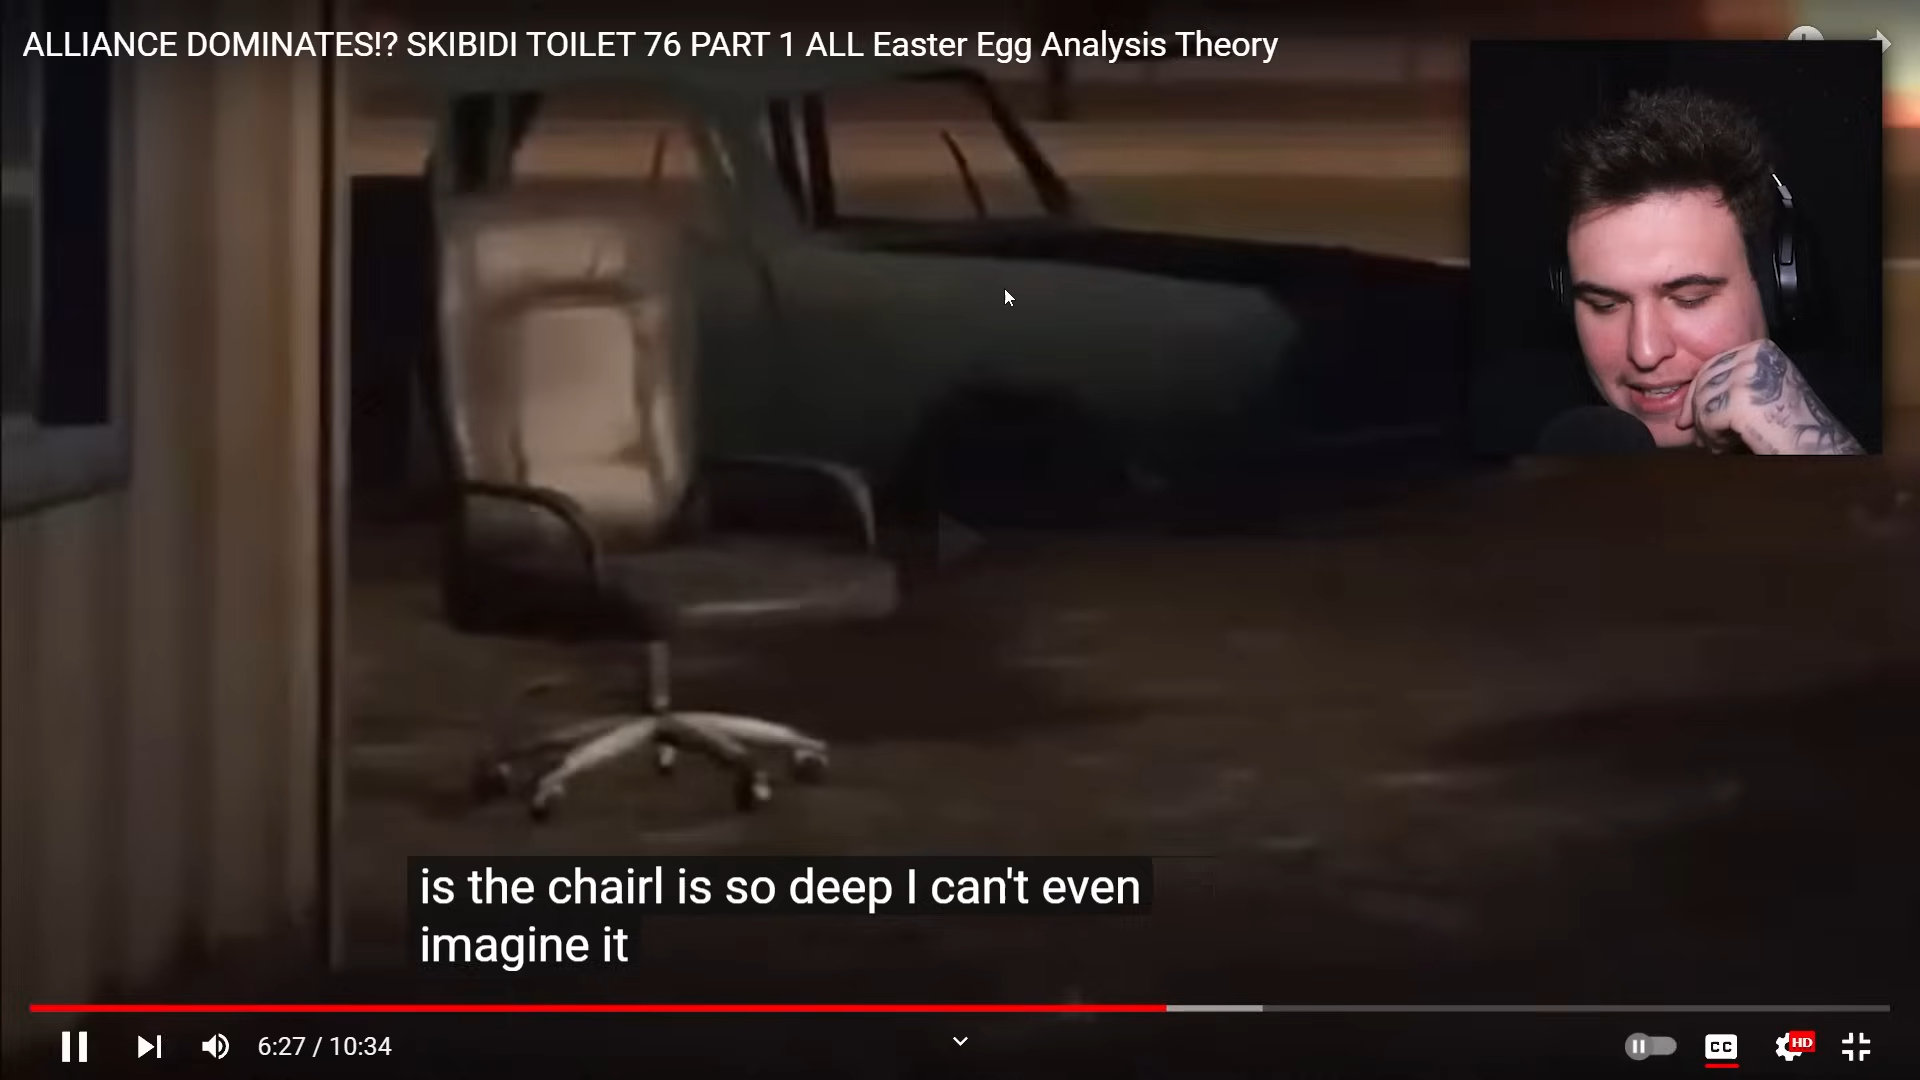 ALLIANCE DOMINATES!? SKIBIDI TOILET 76 PART 1 ALL Easter Egg Analysis Theory
is the chairl is so deep I can't even
imagine it
6:27 / 10:34
CC
HD